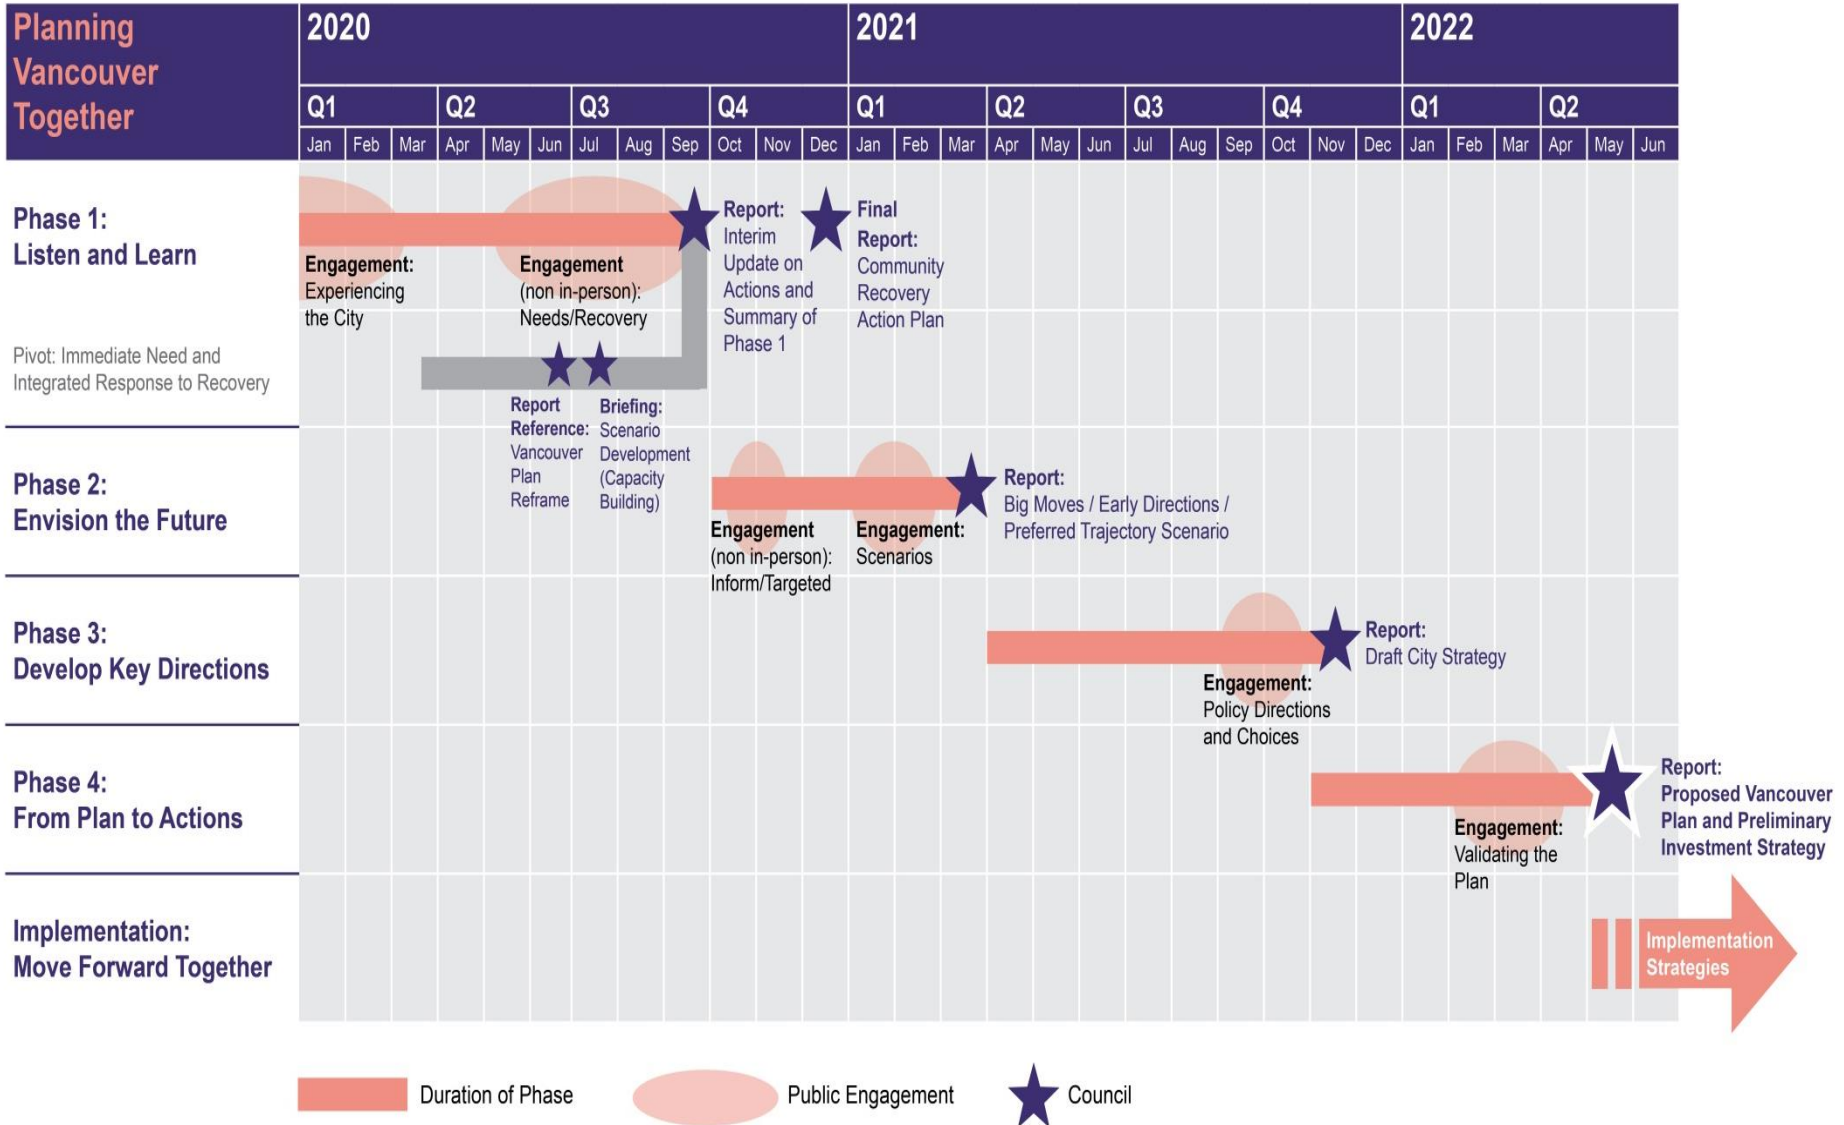 Planning
Vancouver
Together
2020
2021
2022
Q1
Q2
Q3
Q4
Q1
Q2
Q3
Q4
Q1
Q2
Jan
Feb
Mar
Apr
May
Jun
Jul
Aug
Sep
Oct
Nov
Dec
Jan
Feb
Mar
Apr
May
Jun
Jul
Aug
Sep
Oct
Nov
Dec
Jan
Feb
Mar
Apr
May
Jun
Phase 1:
Listen and Learn
Engagement:
Experiencing
the City
Engagement
(non in-person):
Needs/Recovery
Report:
Interim
Update on
Actions and
Summary of
Phase 1
Final
Report:
Community
Recovery
Action Plan
Pivot: Immediate Need and
Integrated Response to Recovery
Report
Reference:
Vancouver
Plan
Reframe
Briefing:
Scenario
Development
(Capacity
Building)
Phase 2:
Envision the Future
Engagement
(non in-person):
Inform/Targeted
Engagement:
Scenarios
Report:
Big Moves / Early Directions /
Preferred Trajectory Scenario
Phase 3:
Develop Key Directions
Engagement:
Policy Directions
and Choices
Report:
Draft City Strategy
Phase 4:
From Plan to Actions
Engagement:
Validating the
Plan
Report:
Proposed Vancouver
Plan and Preliminary
Investment Strategy
Implementation:
Move Forward Together
Implementation
Strategies
Duration of Phase
Public Engagement
Council